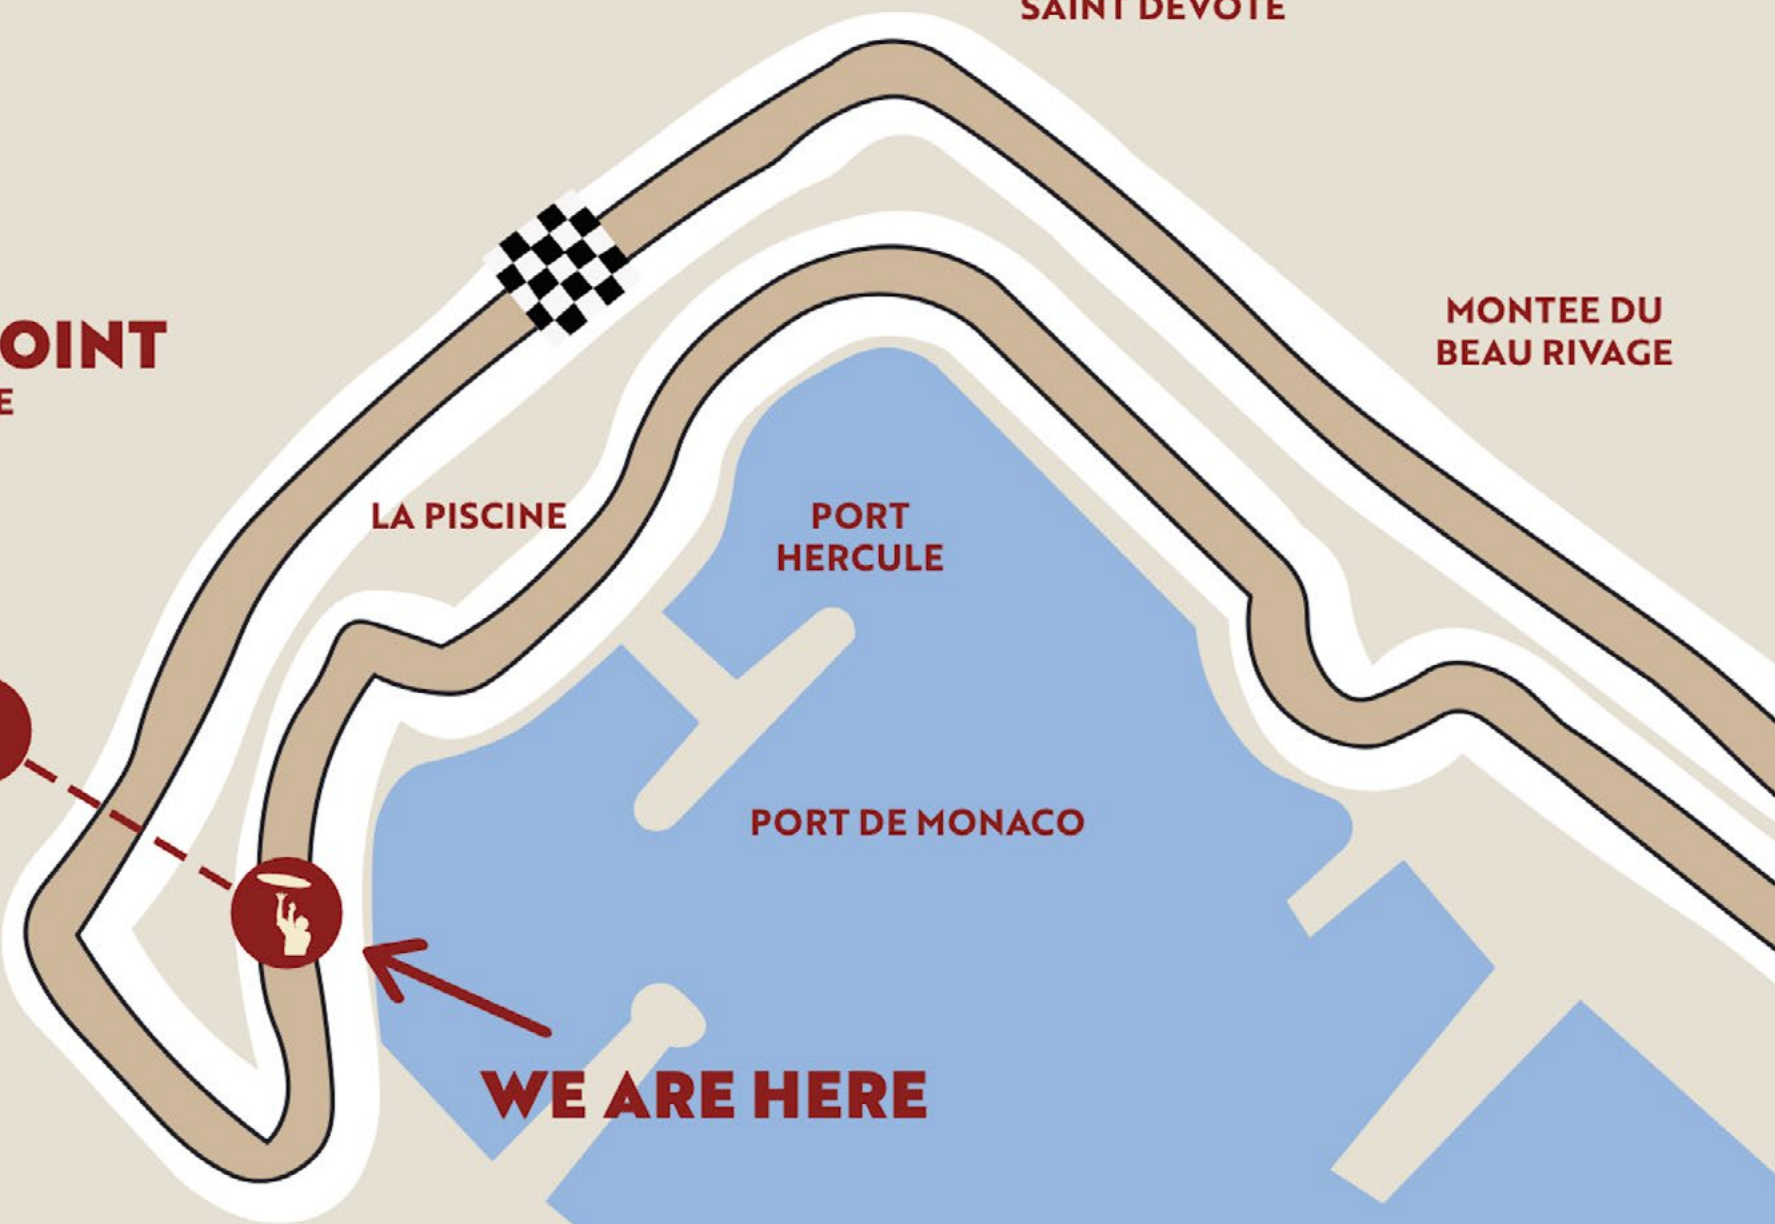 SAINT DEVOTE
MONTEE DU
BEAU RIVAGE
OINT
E
LA PISCINE
PORT
HERCULE
PORT DE MONACO
WE ARE HERE